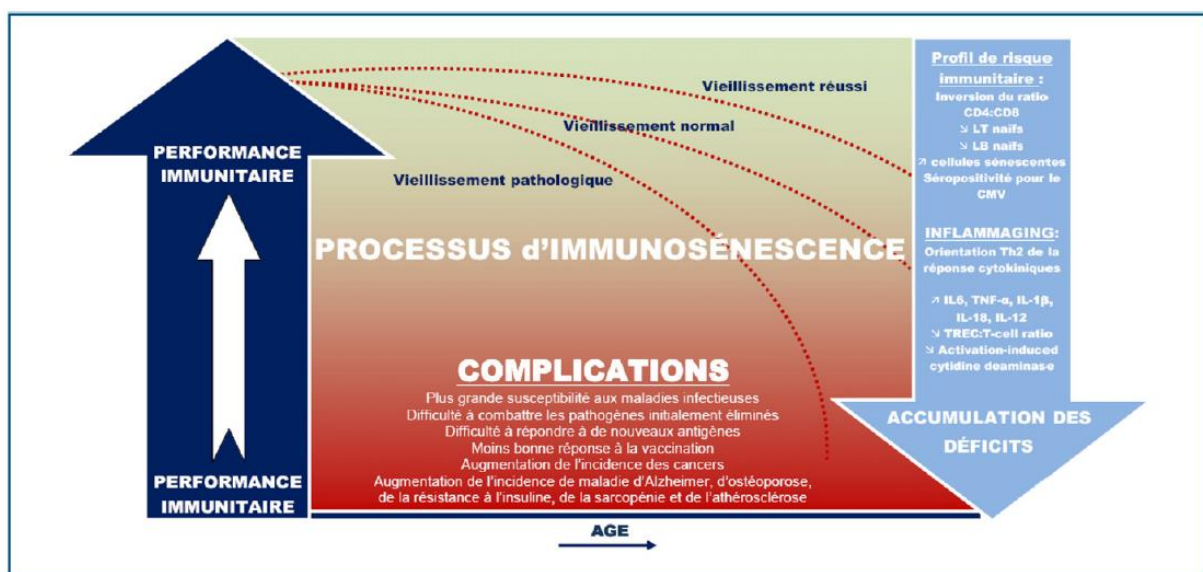 PERFORMANCE
IMMUNITAIRE
PERFORMANCE
IMMUNITAIRE
Vieillissement réussi
Vieillissement normal
Vieillissement pathologique
PROCESSUS d'IMMUNOSÉNESCENCE
COMPLICATIONS
Plus grande susceptibilité aux maladies infectieuses
Difficulté à combattre les pathogènes initialement éliminés
Difficulté à répondre à de nouveaux antigènes
Moins bonne réponse à la vaccination
Augmentation de l'incidence des cancers
Augmentation de l'incidence de maladie d'Alzheimer, d'ostéoporose,
de la résistance à l'insuline, de la sarcopénie et de l'athérosclérose
AGE
Profil de risque
immunitaire :
Inversion du ratio
CD4:CD8
↘ LT naïfs
↘ LB naïfs
↗ cellules sénescentes
Séropositivité pour le
CMV
INFLAMMAGING:
Orientation Th2 de la
réponse cytokiniques
↗ IL6, TNF-α, IL-1β,
IL-18, IL-12
↘ TREC:T-cell ratio
↘ Activation-induced
cytidine deaminase
ACCUMULATION DES
DÉFICITS